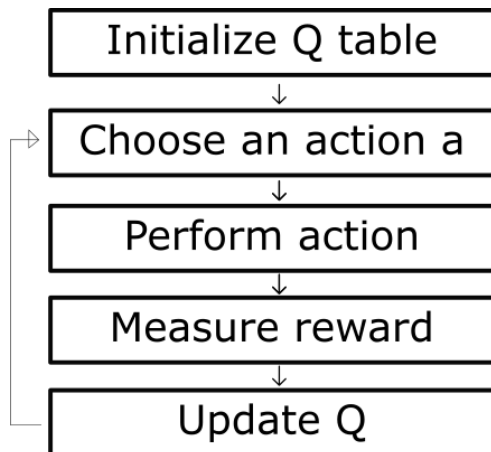 Initialize Q table
Choose an action a
Perform action
Measure reward
Update Q